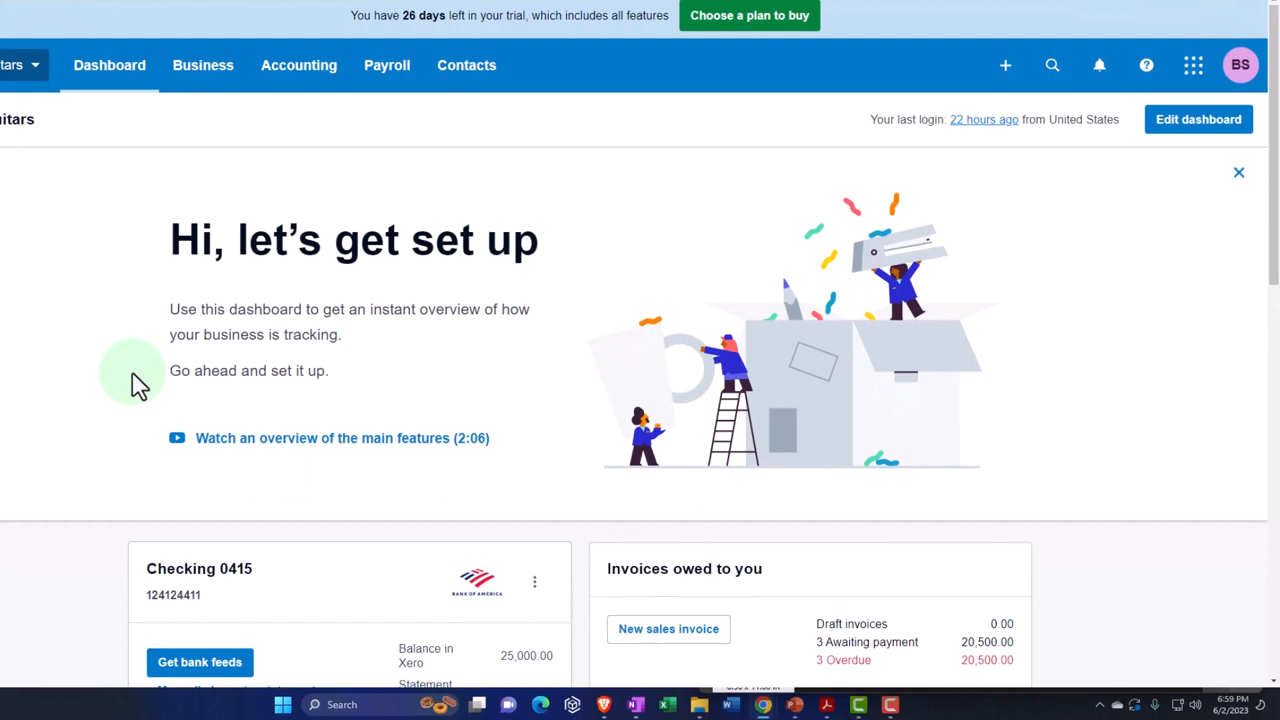 You have 26 days left in your trial, which includes all features
Choose a plan to buy
tars
Dashboard
Business
Accounting
Payroll
Contacts
BS
itars
Your last login: 22 hours ago from United States
Edit dashboard
Hi, let's get set up
Use this dashboard to get an instant overview of how
your business is tracking.
Go ahead and set it up.
Watch an overview of the main features (2:06)
Checking 0415
124124411
BANK OF AMERICA
Get bank feeds
Balance in
Xero
25,000.00
Statement
Invoices owed to you
New sales invoice
Draft invoices 0.00
3 Awaiting payment 20,500.00
3 Overdue 20,500.00
Search
6:59 PM
6/2/2023